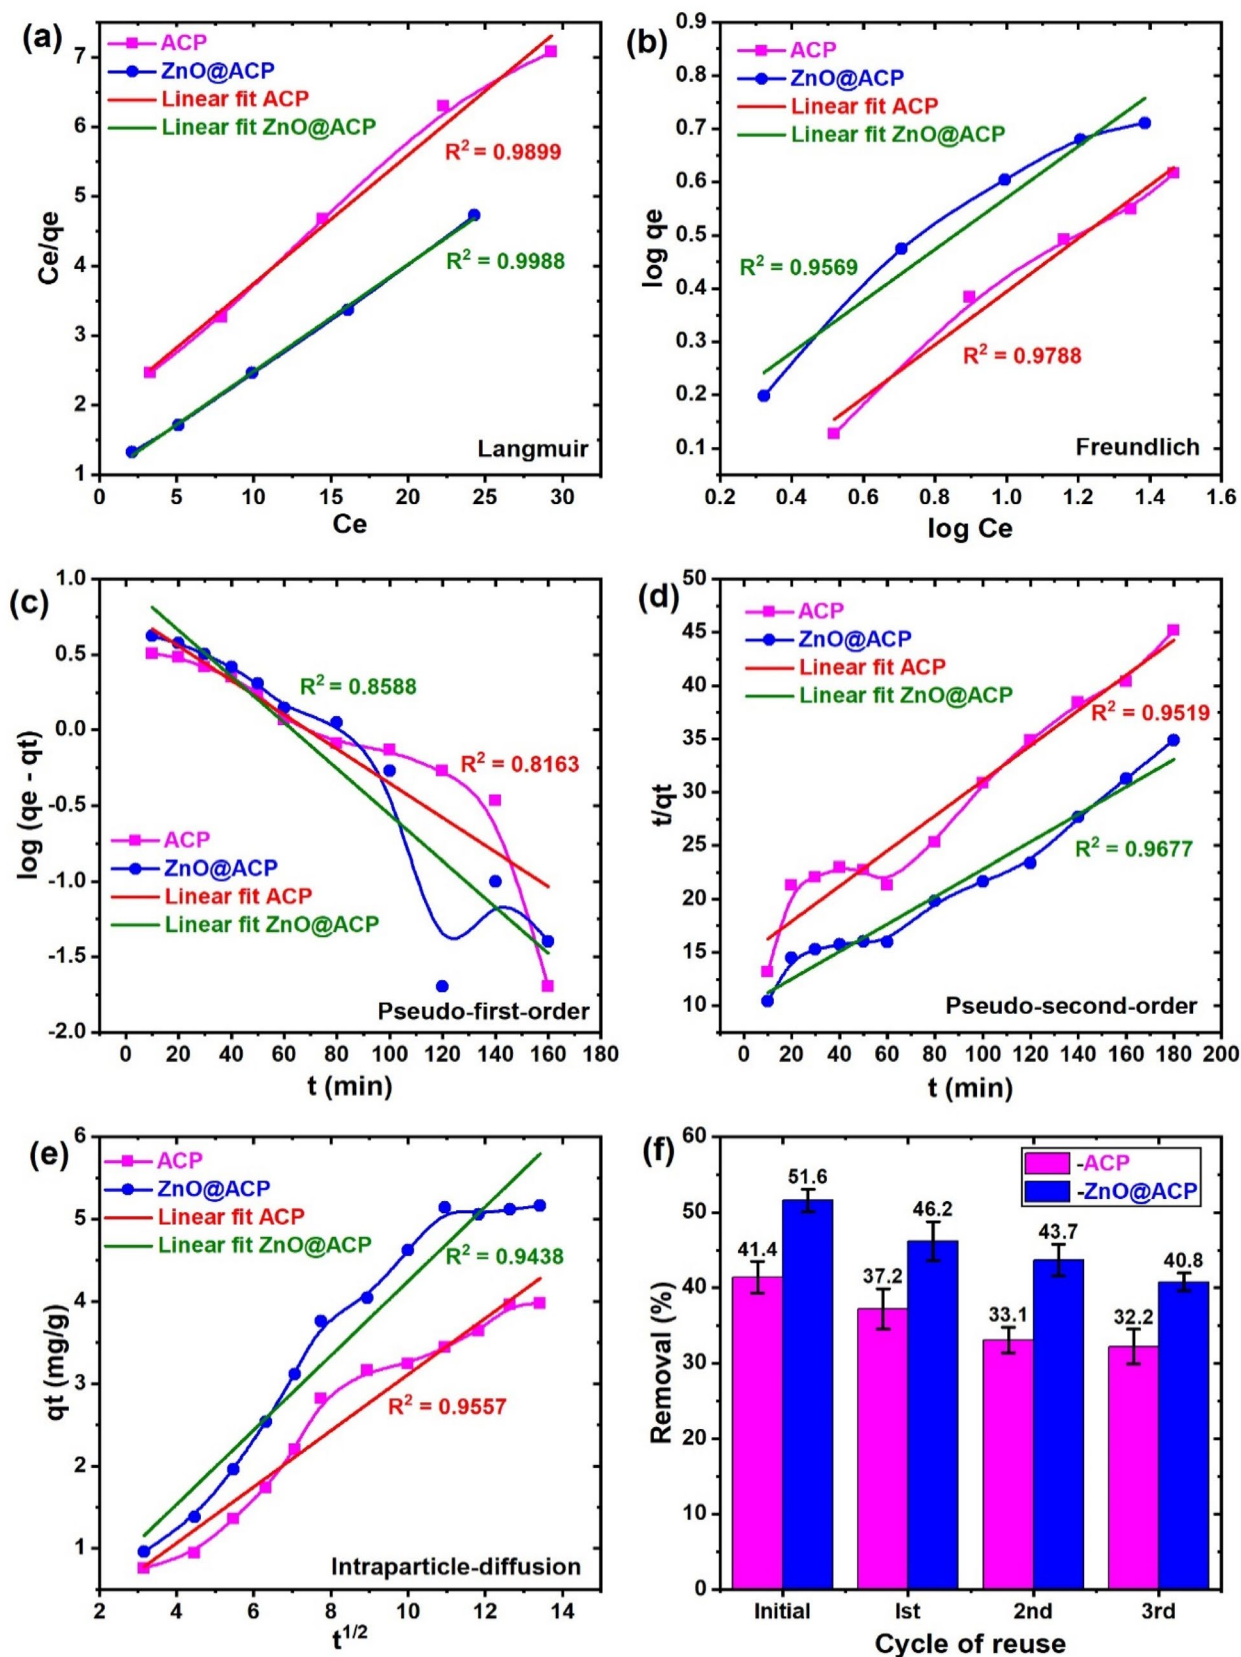 (a)
ACP
ZnO@ACP
Linear fit ACP
Linear fit ZnO@ACP
R² = 0.9899
R² = 0.9988
Langmuir
Ce/qe
7
6
5
4
3
2
1
0 5 10 15 20 25 30
Ce
(b)
ACP
ZnO@ACP
Linear fit ACP
Linear fit ZnO@ACP
R² = 0.9569
R² = 0.9788
Freundlich
log qe
0.9
0.8
0.7
0.6
0.5
0.4
0.3
0.2
0.1
0.2 0.4 0.6 0.8 1.0 1.2 1.4 1.6
log Ce
(c)
R² = 0.8588
R² = 0.8163
ACP
ZnO@ACP
Linear fit ACP
Linear fit ZnO@ACP
Pseudo-first-order
log (qe - qt)
1.0
0.5
0.0
-0.5
-1.0
-1.5
-2.0
0 20 40 60 80 100 120 140 160 180
t (min)
(d)
ACP
ZnO@ACP
Linear fit ACP
Linear fit ZnO@ACP
R² = 0.9519
R² = 0.9677
Pseudo-second-order
t/qt
50
45
40
35
30
25
20
15
10
0 20 40 60 80 100 120 140 160 180 200
t (min)
(e)
ACP
ZnO@ACP
Linear fit ACP
Linear fit ZnO@ACP
R² = 0.9438
R² = 0.9557
Intraparticle-diffusion
qt (mg/g)
6
5
4
3
2
1
2 4 6 8 10 12 14
t^1/2
(f)
-ACP
-ZnO@ACP
51.6
46.2
43.7
40.8
41.4
37.2
33.1
32.2
Removal (%)
60
50
40
30
20
10
0
Initial Ist 2nd 3rd
Cycle of reuse